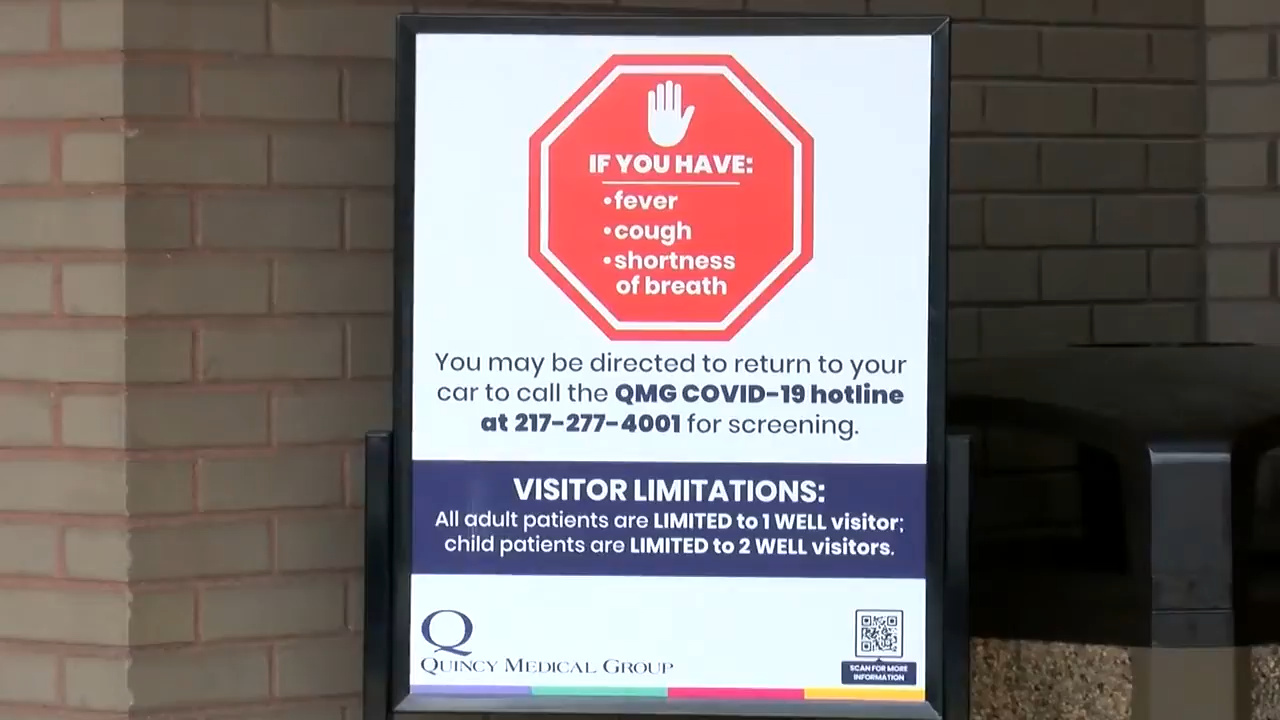 IF YOU HAVE:
•fever
•cough
•shortness
of breath
You may be directed to return to your
car to call the QMG COVID-19 hotline
at 217-277-4001 for screening.
VISITOR LIMITATIONS:
All adult patients are LIMITED to 1 WELL visitor;
child patients are LIMITED to 2 WELL visitors.
Q
QUINCY MEDICAL GROUP
SCAN FOR MORE
INFORMATION